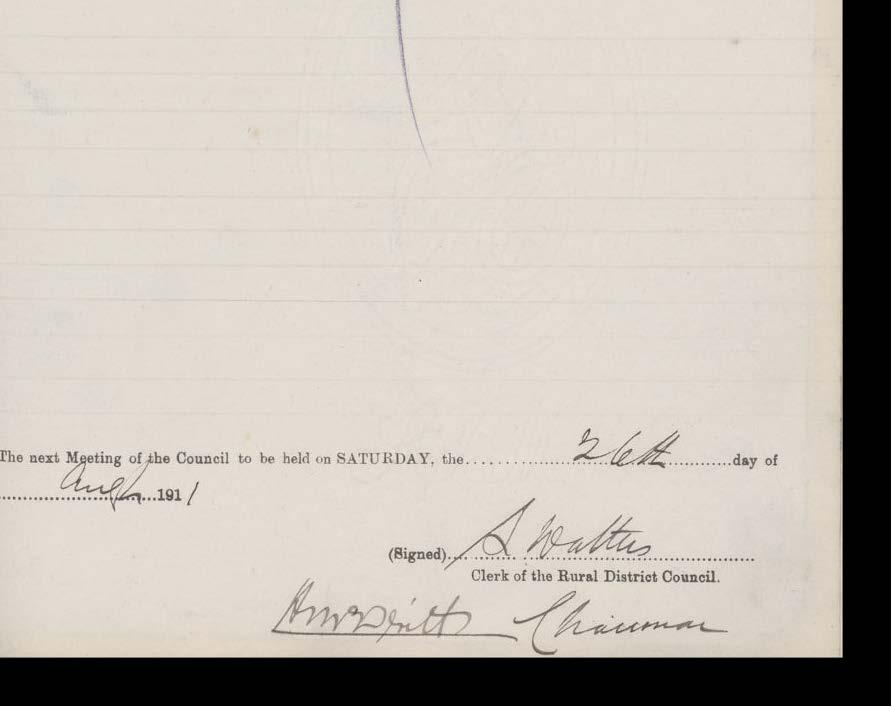 The next Meeting of the Council to be held on SATURDAY, the.....................26th.............day of
.....................Augt......1911
(Signed)....S Walters....................
Clerk of the Rural District Council.
Chairman